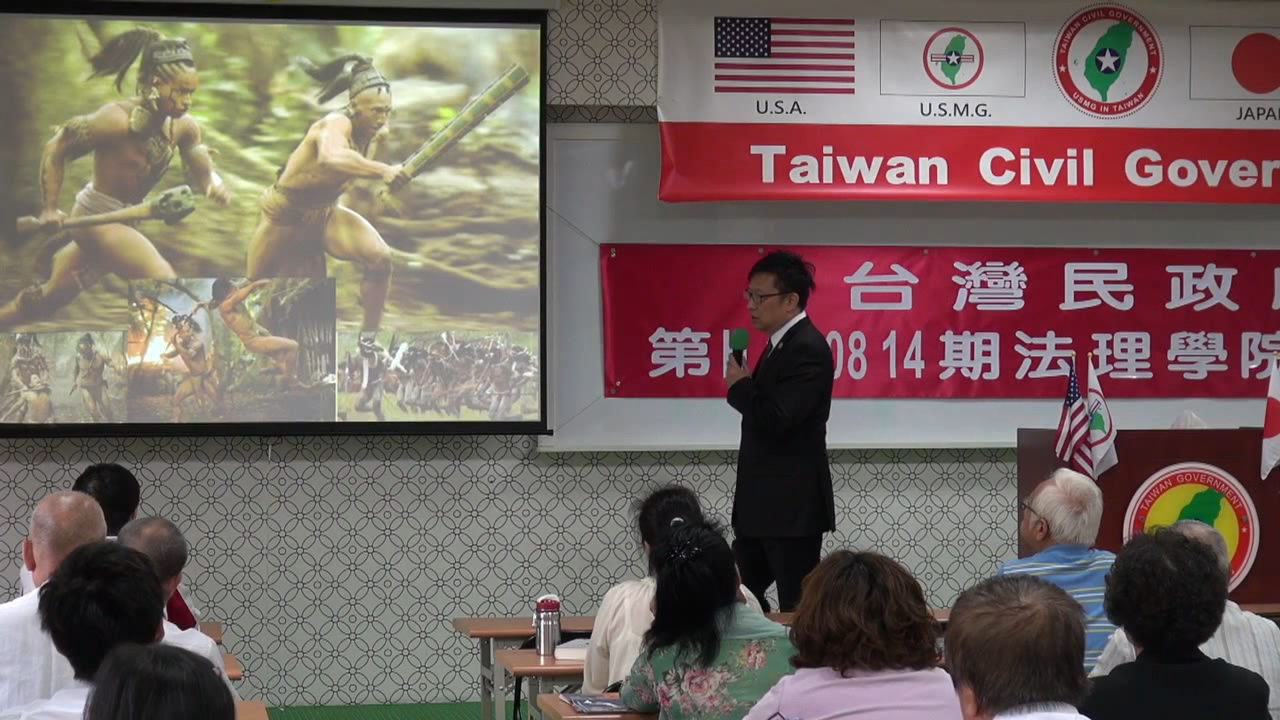 U.S.A.
U.S.M.G.
TAIWAN CIVIL GOVERNMENT
USMG IN TAIWAN
JAPA
Taiwan Civil Gover
台灣民政
第 08 14 期法理學院
TAIWAN GOVERNMENT